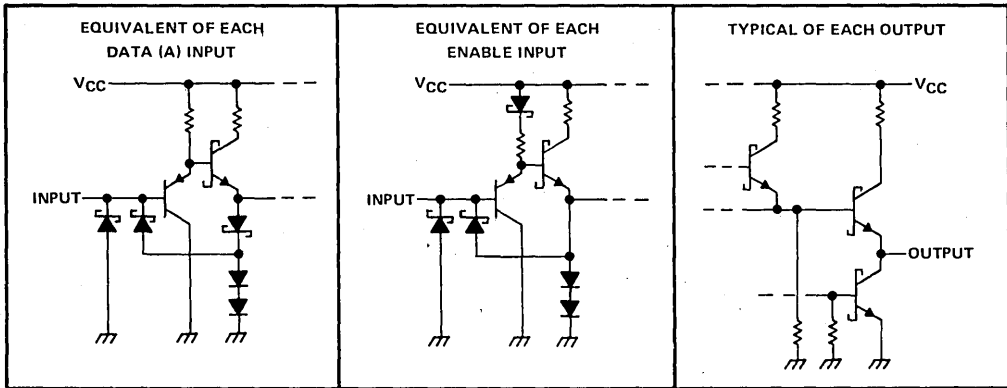 EQUIVALENT OF EACH
DATA (A) INPUT
VCC
INPUT
EQUIVALENT OF EACH
ENABLE INPUT
VCC
INPUT
TYPICAL OF EACH OUTPUT
VCC
OUTPUT